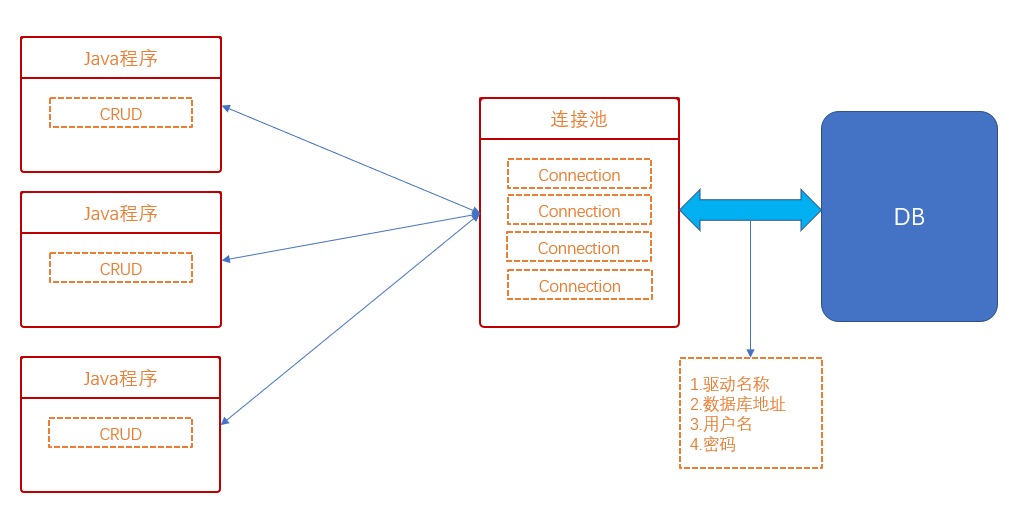 Java程序
CRUD
Java程序
CRUD
Java程序
CRUD
连接池
Connection
Connection
Connection
Connection
DB
1.驱动名称
2.数据库地址
3.用户名
4.密码